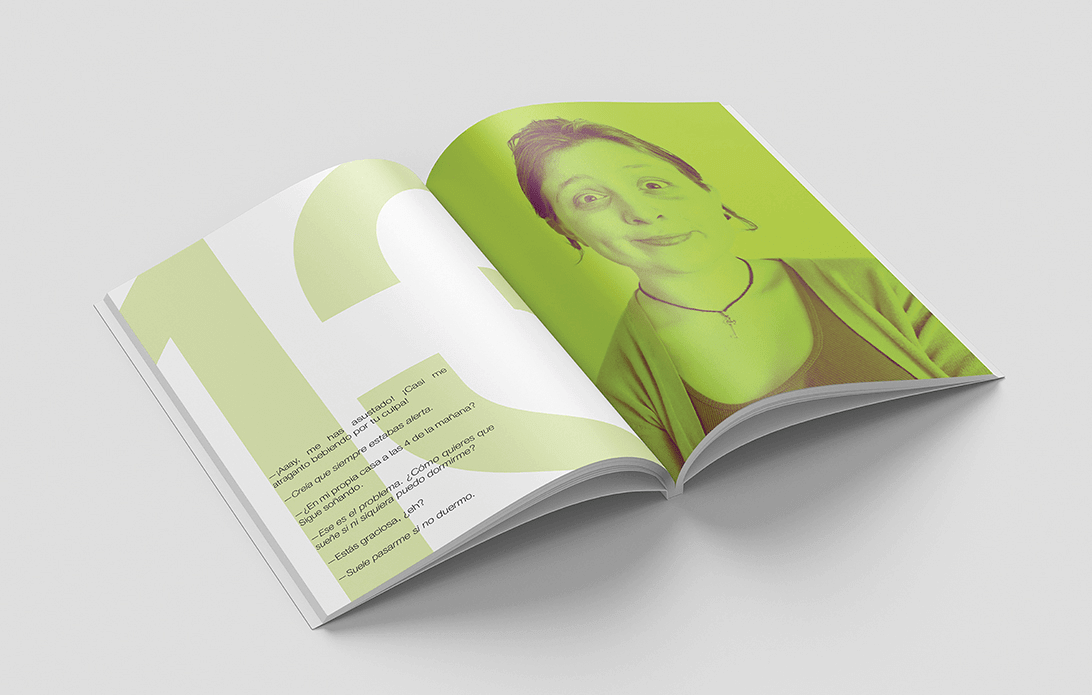 13
—¡Aaay, me has asustado! ¡Casi me
atraganto bebiendo por tu culpa!
—Creía que siempre estabas alerta.
—¿En mi propia casa a las 4 de la mañana?
Sigue soñando.
—Ese es el problema. ¿Cómo quieres que
sueñe si ni siquiera puedo dormirme?
—Estás graciosa, ¿eh?
—Suele pasarme si no duermo.